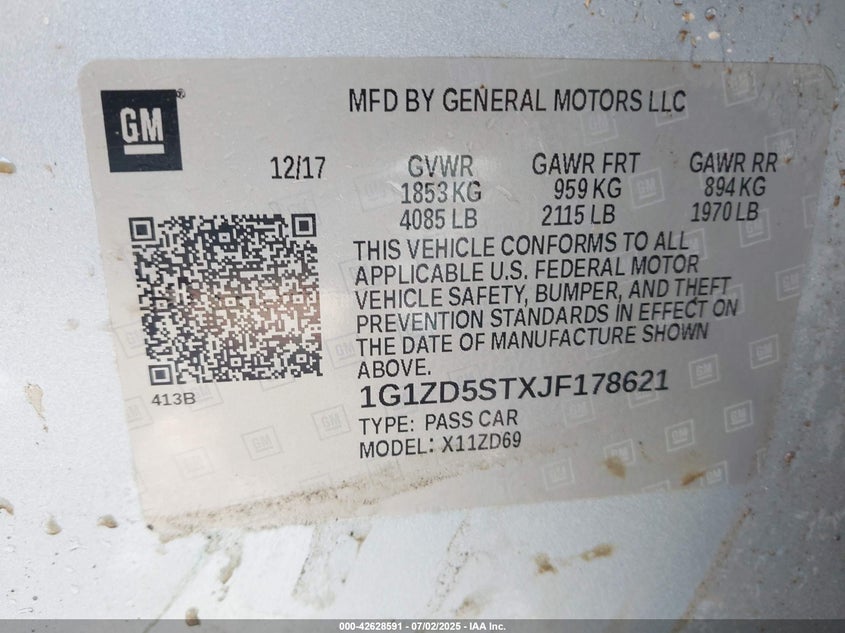 GM
®
MFD BY GENERAL MOTORS LLC
12/17
GVWR GAWR FRT GAWR RR
1853 KG 959 KG 894 KG
4085 LB 2115 LB 1970 LB
THIS VEHICLE CONFORMS TO ALL
APPLICABLE U.S. FEDERAL MOTOR
VEHICLE SAFETY, BUMPER, AND THEFT
PREVENTION STANDARDS IN EFFECT ON
THE DATE OF MANUFACTURE SHOWN
ABOVE.
413B
1G1ZD5STXJF178621
TYPE: PASS CAR
MODEL: X11ZD69
000-42628591 - 07/02/2025 - IAA Inc.